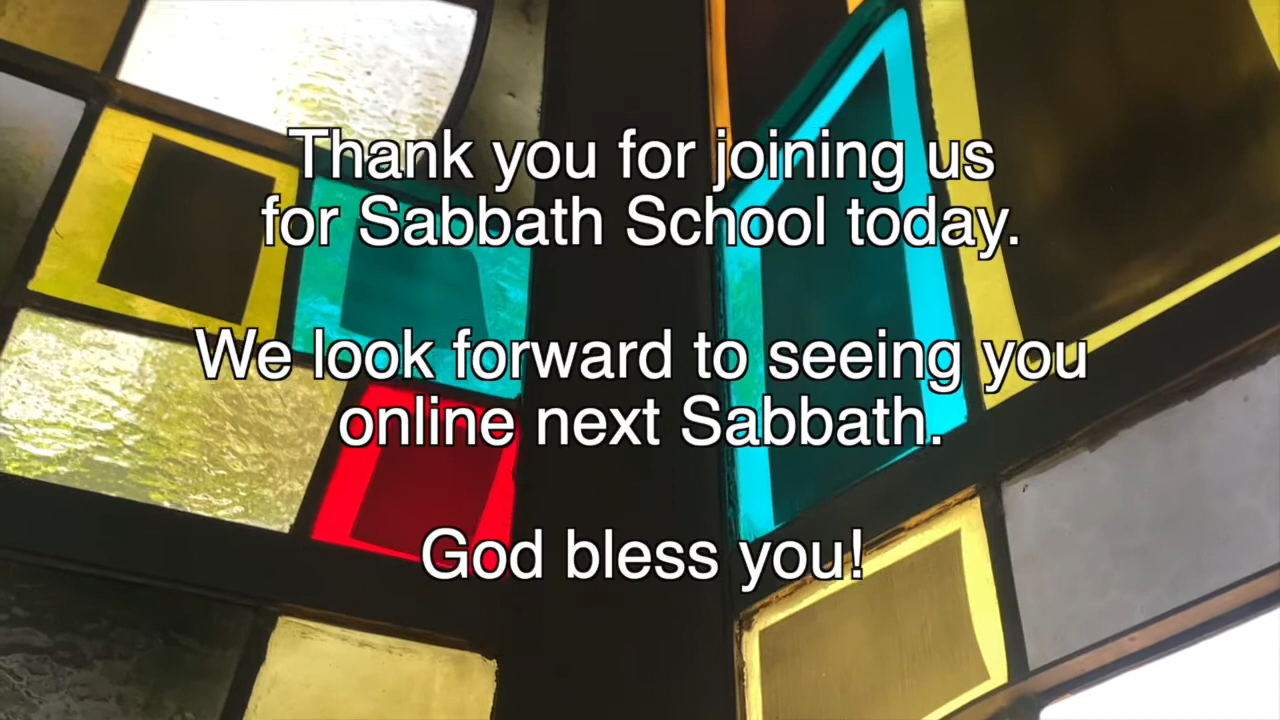 Thank you for joining us
for Sabbath School today.
We look forward to seeing you
online next Sabbath.
God bless you!